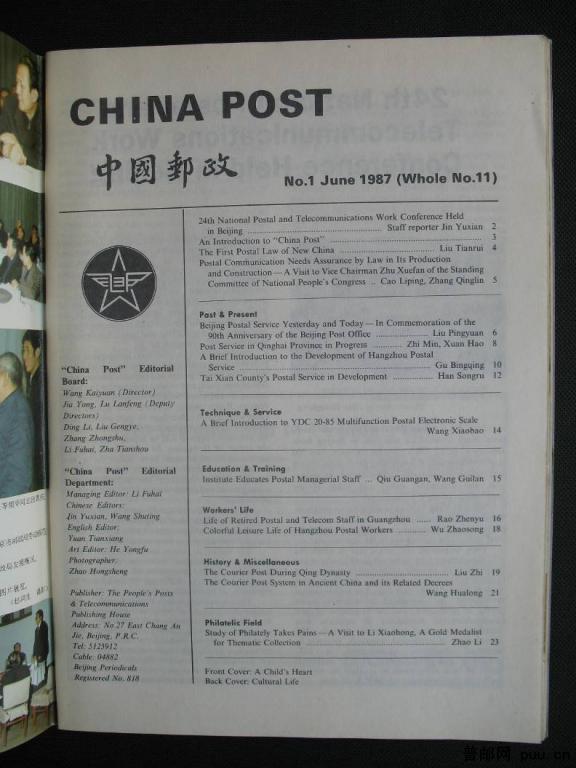 CHINA POST
中國郵政
No.1 June 1987 (Whole No.11)
24th National Postal and Telecommunications Work Conference Held
in Beijing ........ Staff reporter Jin Yuxian 2
An Introduction to "China Post" ........ 3
The First Postal Law of New China ........ Liu Tianrui 4
Postal Communication Needs Assurance by Law in Its Production
and Construction — A Visit to Vice Chairman Zhu Xuefan of the Standing
Committee of National People's Congress .. Cao Liping, Zhang Qinglin 5
Past & Present
Beijing Postal Service Yesterday and Today — In Commemoration of the
90th Anniversary of the Beijing Post Office ........ Liu Pingyuan 6
Post Service in Qinghai Province in Progress ........ Zhi Min, Xuan Hao 8
A Brief Introduction to the Development of Hangzhou Postal
Service ........ Gu Bingqing 10
Tai Xian County's Postal Service in Development ........ Han Songru 12
Technique & Service
A Brief Introduction to YDC 20-85 Multifunction Postal Electronic Scale
Wang Xiaobao 14
Education & Training
Institute Educates Postal Managerial Staff ... Qiu Guangan, Wang Guilan 15
Workers' Life
Life of Retired Postal and Telecom Staff in Guangzhou ...... Rao Zhenyu 16
Colorful Leisure Life of Hangzhou Postal Workers ........ Wu Zhaosong 18
History & Miscellaneous
The Courier Post During Qing Dynasty ........ Liu Zhi 19
The Courier Post System in Ancient China and its Related Decrees
Wang Hualong 21
Philatelic Field
Study of Philately Takes Pains — A Visit to Li Xiaohong, A Gold Medalist
for Thematic Collection ........ Zhao Li 23
Front Cover: A Child's Heart
Back Cover: Cultural Life
"China Post" Editorial
Board:
Wang Kaiyuan (Director)
Jia Yong, Lu Lanfeng (Deputy
Directors)
Ding Li, Liu Gengye,
Zhang Zhongshu,
Li Fuhai, Zha Tianshou
"China Post" Editorial
Department:
Managing Editor: Li Fuhai
Chinese Editors:
Jin Yuxian, Wang Shuting
English Editor:
Yuan Tianxiang
Art Editor: He Yongfu
Photographer:
Zhao Hongsheng
Publisher: The People's Posts
& Telecommunications
Publishing House
Address: No.27 East Chang An
Jie, Beijing, P.R.C.
Tel: 5123912
Cable: 04882
Beijing Periodicals
Registered No. 818
普邮网 puu.cn